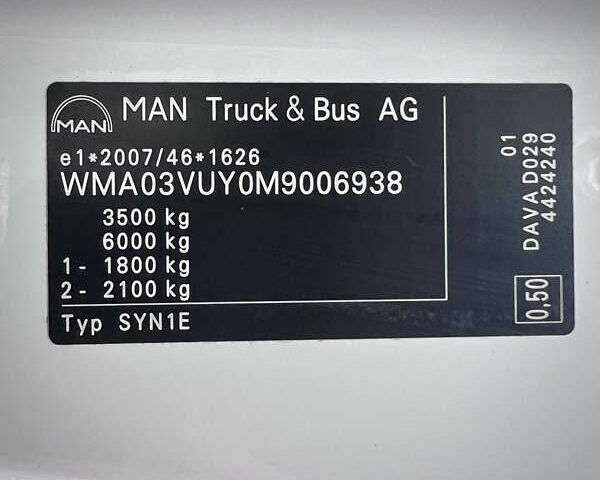 MAN
MAN Truck & Bus AG
e1*2007/46*1626
WMA03VUY0M9006938
3500 kg
6000 kg
1 - 1800 kg
2 - 2100 kg
Typ SYN1E
01
DAVA D029
4424240
0,50